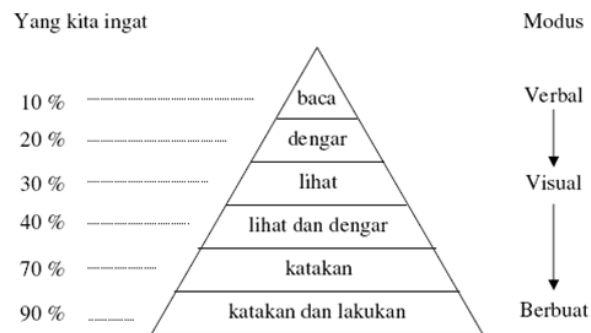 Yang kita ingat Modus
10 % baca Verbal
20 % dengar
30 % lihat Visual
40 % lihat dan dengar
70 % katakan
90 % katakan dan lakukan Berbuat